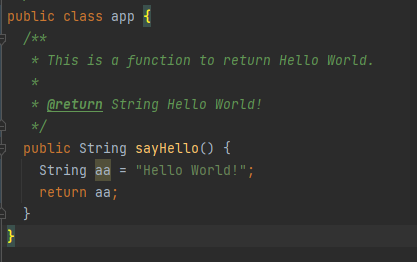 public class app {
/**
* This is a function to return Hello World.
*
* @return String Hello World!
*/
public String sayHello() {
String aa = "Hello World!";
return aa;
}
}